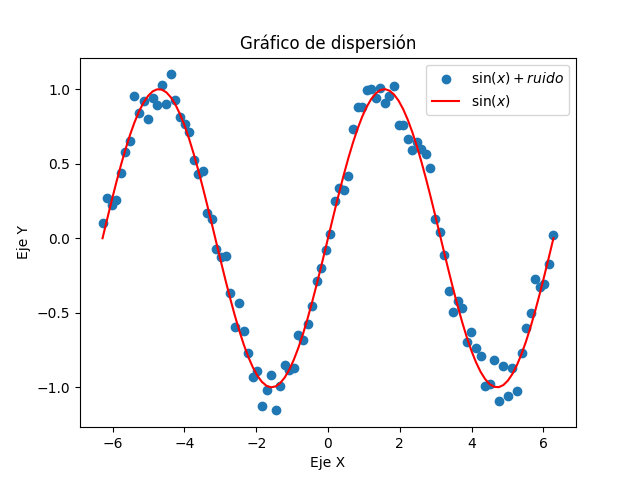 Gráfico de dispersión
sin(x) + ruido
sin(x)
1.0
0.5
0.0
−0.5
−1.0
Eje Y
−6 −4 −2 0 2 4 6
Eje X